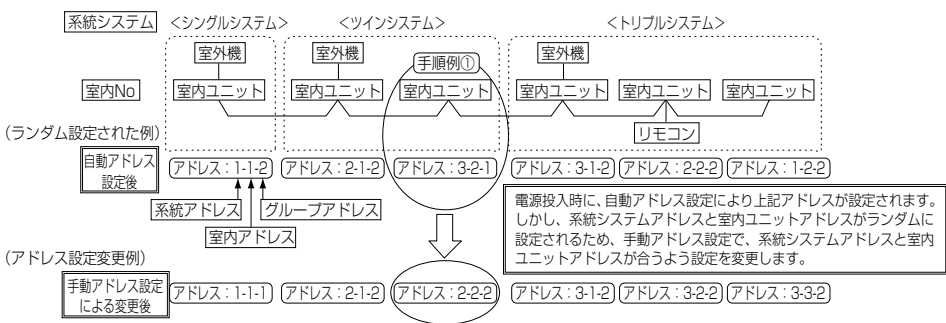 系統システム ＜シングルシステム＞ ＜ツインシステム＞ ＜トリプルシステム＞
室外機 室外機 手順例① 室外機
室内No 室内ユニット 室内ユニット 室内ユニット 室内ユニット 室内ユニット 室内ユニット
リモコン
（ランダム設定された例）
自動アドレス
設定後
アドレス：1-1-2 アドレス：2-1-2 アドレス：3-2-1 アドレス：3-1-2 アドレス：2-2-2 アドレス：1-2-2
系統アドレス グループアドレス
室内アドレス
電源投入時に、自動アドレス設定により上記アドレスが設定されます。
しかし、系統システムアドレスと室内ユニットアドレスがランダムに
設定されるため、手動アドレス設定で、系統システムアドレスと室内
ユニットアドレスが合うよう設定を変更します。
（アドレス設定変更例）
手動アドレス設定
による変更後
アドレス：1-1-1 アドレス：2-1-2 アドレス：2-2-2 アドレス：3-1-2 アドレス：3-2-2 アドレス：3-3-2